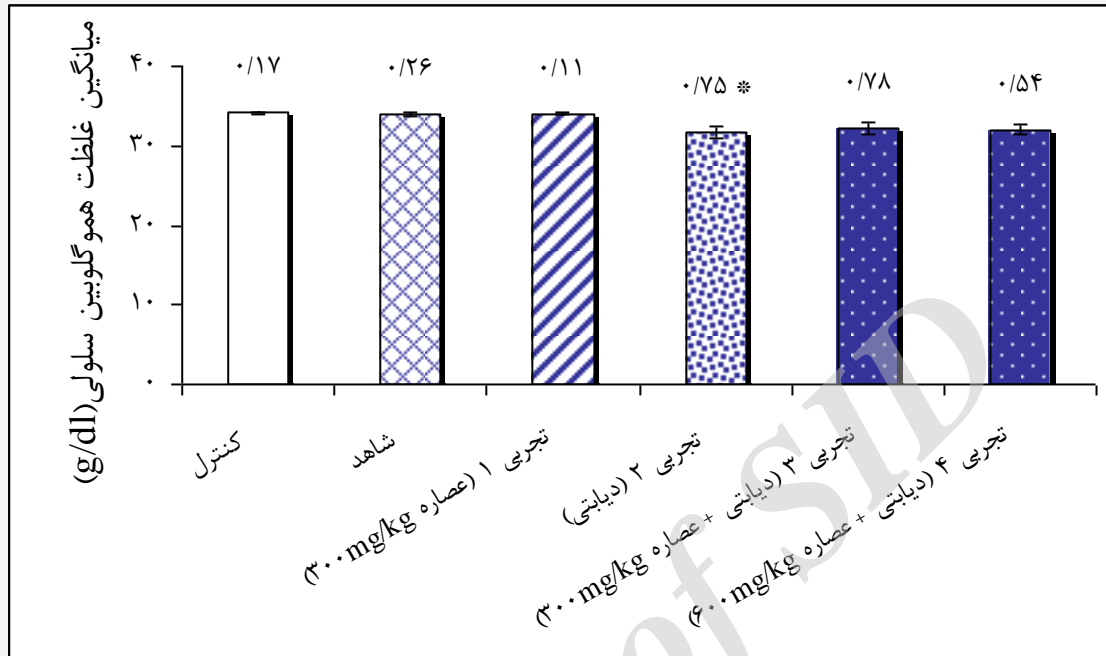 میانگین غلظت هموگلوبین سلولی(g/dl)
۴۰
۳۰
۲۰
۱۰
۰
۰/۱۷
۰/۲۶
۰/۱۱
۰/۷۵ *
۰/۷۸
۰/۵۴
کنترل
شاهد
تجربی ۱ (عصاره ۳۰۰mg/kg)
تجربی ۲ (دیابتی)
تجربی ۳ (دیابتی + عصاره ۳۰۰mg/kg)
تجربی ۴ (دیابتی + عصاره ۶۰۰mg/kg)
of SID